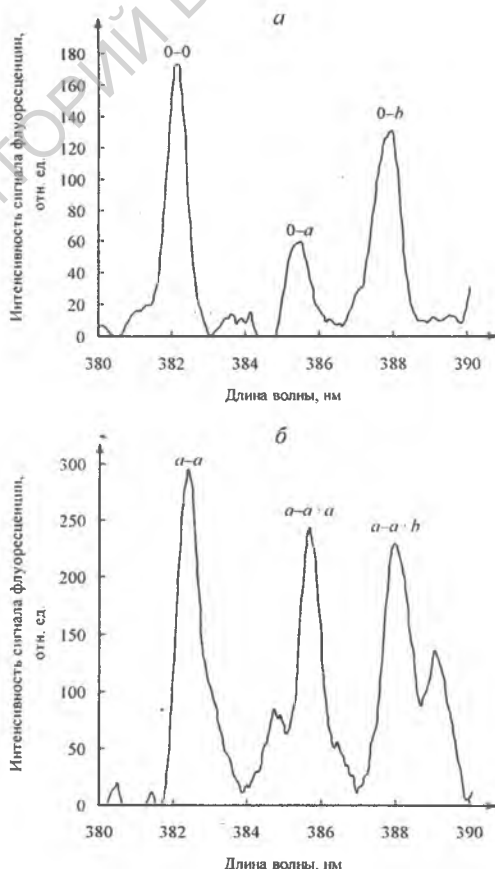 а
Интенсивность сигнала флуоресценции,
отн. ед.
180
160
140
120
100
80
60
40
20
0
0–0
0–a
0–b
380 382 384 386 388 390
Длина волны, нм
б
Интенсивность сигнала флуоресценции,
отн. ед.
300
250
200
150
100
50
0
a–a
a–a+a
a–a+b
380 382 384 386 388 390
Длина волны, нм